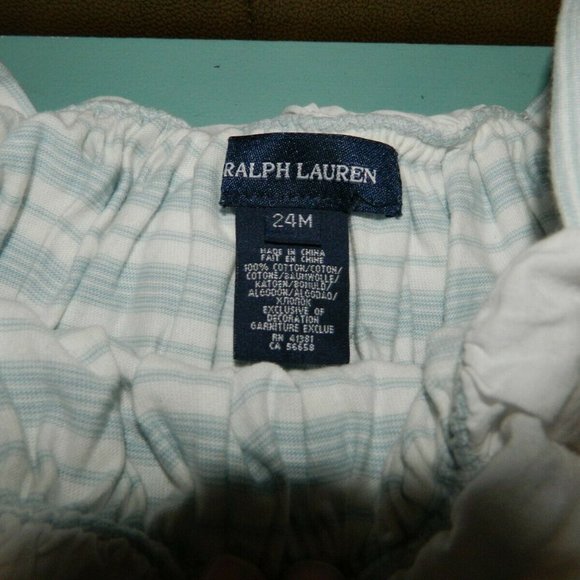 RALPH LAUREN
24M
MADE IN CHINA
FAIT EN CHINE
100% COTTON/COTON/
COTONE/BAUMWOLLE/
KATOEN/BOMULD/
ALGODON/ALGODAO/
ХЛОПОК
EXCLUSIVE OF
DECORATION
GARNITURE EXCLUE
RN 41381
CA 56658